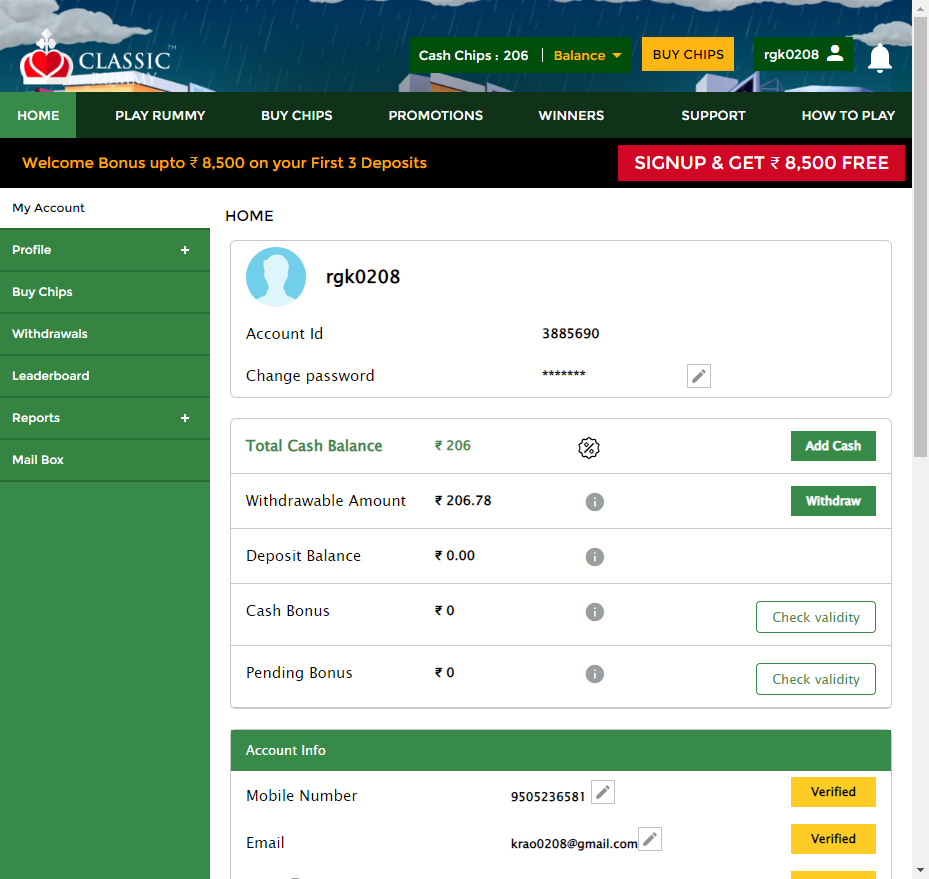 CLASSIC™
RUMMY
Cash Chips : 206 | Balance
BUY CHIPS
rgk0208
HOME
PLAY RUMMY
BUY CHIPS
PROMOTIONS
WINNERS
SUPPORT
HOW TO PLAY
Welcome Bonus upto ₹ 8,500 on your First 3 Deposits
SIGNUP & GET ₹ 8,500 FREE
My Account
Profile +
Buy Chips
Withdrawals
Leaderboard
Reports +
Mail Box
HOME
rgk0208
Account Id 3885690
Change password *******
Total Cash Balance ₹ 206 Add Cash
Withdrawable Amount ₹ 206.78 Withdraw
Deposit Balance ₹ 0.00
Cash Bonus ₹ 0 Check validity
Pending Bonus ₹ 0 Check validity
Account Info
Mobile Number 9505236581 Verified
Email krao0208@gmail.com Verified